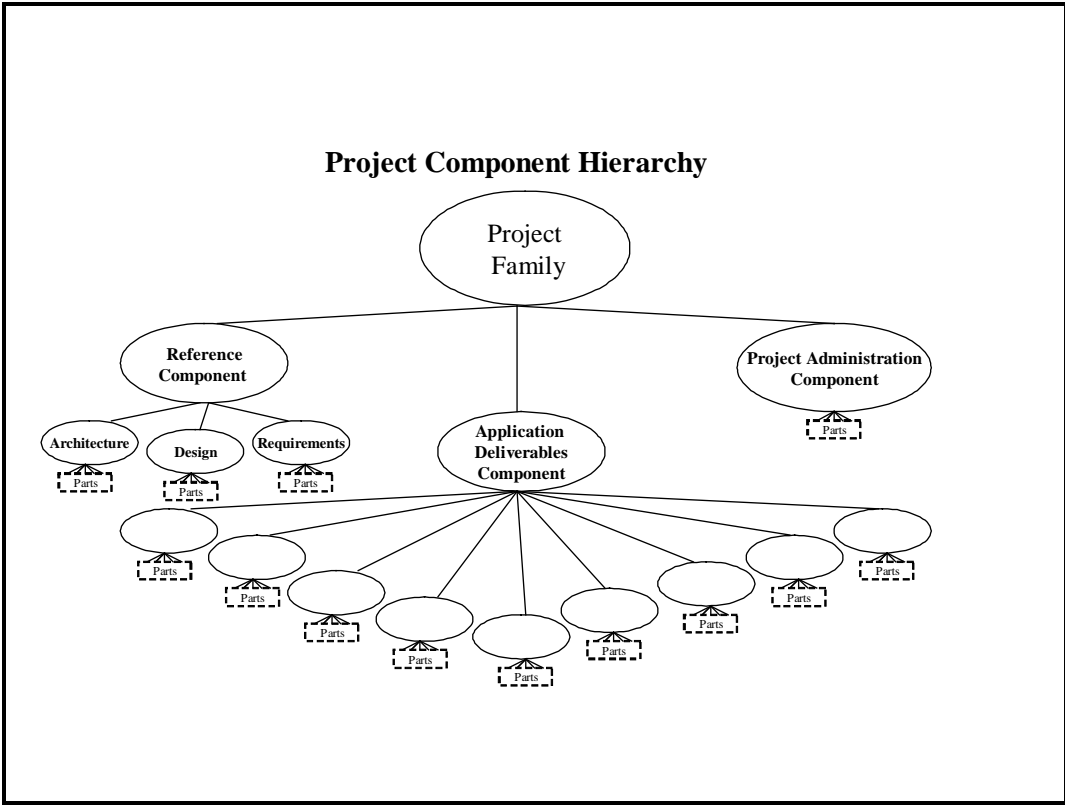 Project Component Hierarchy
Project
Family
Reference
Component
Project Administration
Component
Parts
Architecture
Design
Requirements
Parts
Parts
Parts
Application
Deliverables
Component
Parts
Parts
Parts
Parts
Parts
Parts
Parts
Parts
Parts